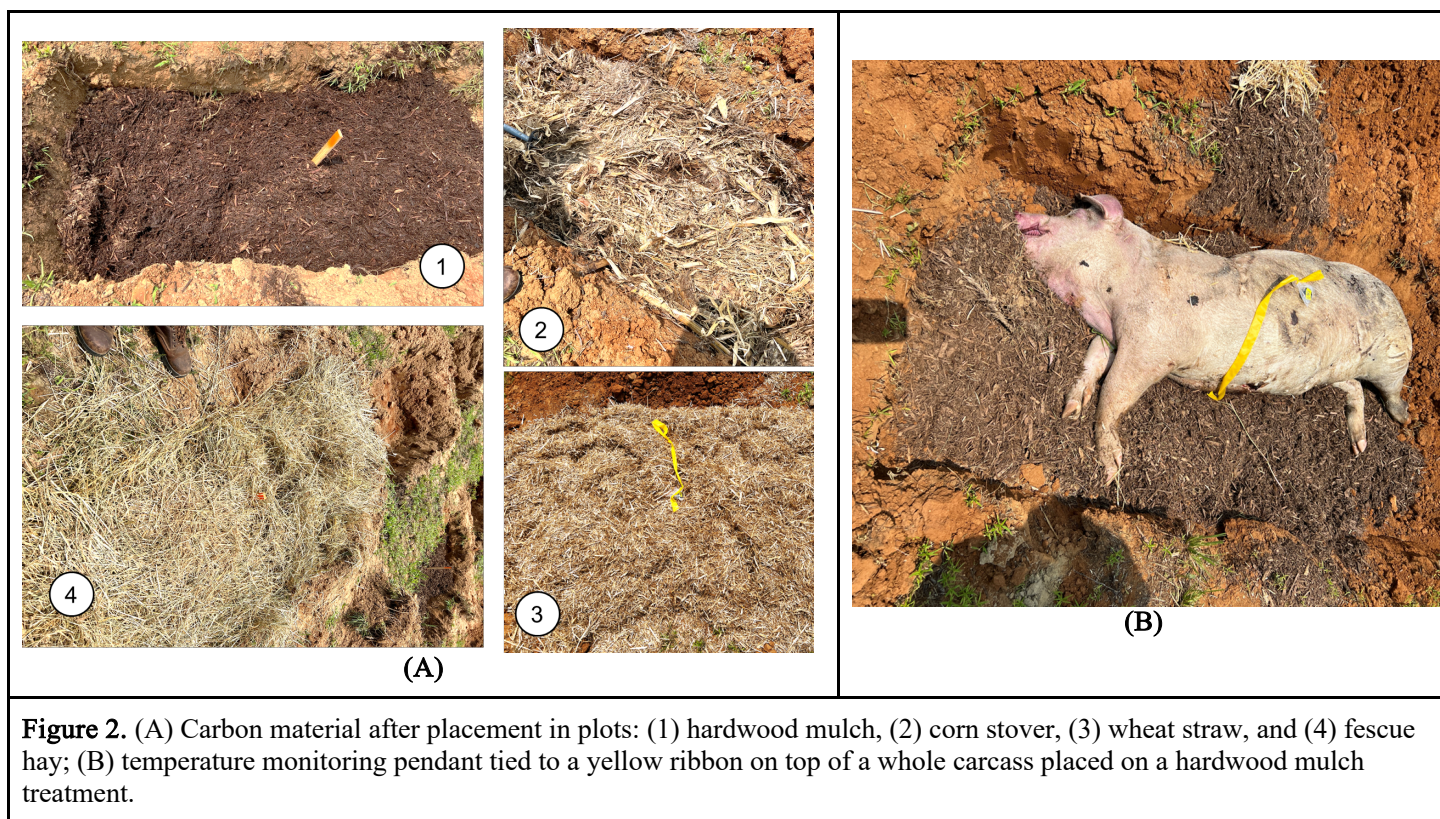 1
2
4
3
(A)
(B)
Figure 2. (A) Carbon material after placement in plots: (1) hardwood mulch, (2) corn stover, (3) wheat straw, and (4) fescue
hay; (B) temperature monitoring pendant tied to a yellow ribbon on top of a whole carcass placed on a hardwood mulch
treatment.